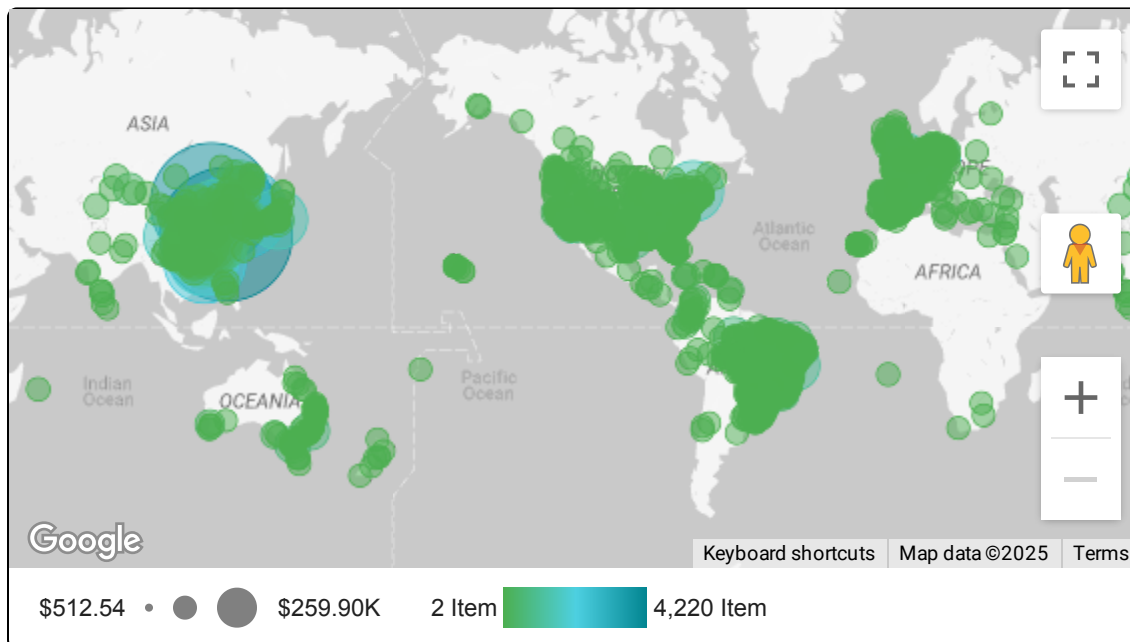 ASIA
Atlantic
Ocean
AFRICA
Indian
Ocean
OCEANIA
Pacific
Ocean
Google
Keyboard shortcuts
Map data ©2025
Terms
$512.54
$259.90K
2 Item
4,220 Item